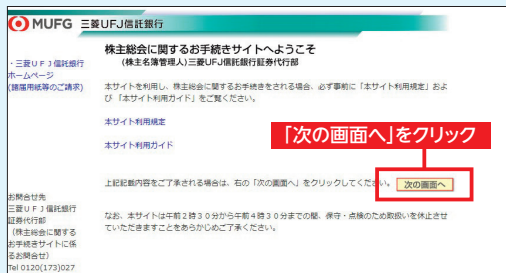 MUFG 三菱UFJ信託銀行
・三菱ＵＦＪ信託銀行
ホームページ
(諸届用紙等のご請求)
株主総会に関するお手続きサイトへようこそ
(株主名簿管理人)三菱UFJ信託銀行証券代行部
本サイトを利用し、株主総会に関するお手続きをされる場合、必ず事前に「本サイト利用規定」およ
び 「本サイト利用ガイド」をご覧ください。
本サイト利用規定
本サイト利用ガイド
「次の画面へ」をクリック
上記記載内容をご了承される場合は、右の「次の画面へ」をクリックしてください。 次の画面へ
なお、本サイトは午前２時３０分から午前４時３０分までの間、保守・点検のため取扱いを休止させ
ていただきますことをあらかじめご了承ください。
お問合せ先
三菱ＵＦＪ信託銀行
証券代行部
(株主総会に関する
お手続きサイトに係
るお問合せ)
Tel 0120(173)027